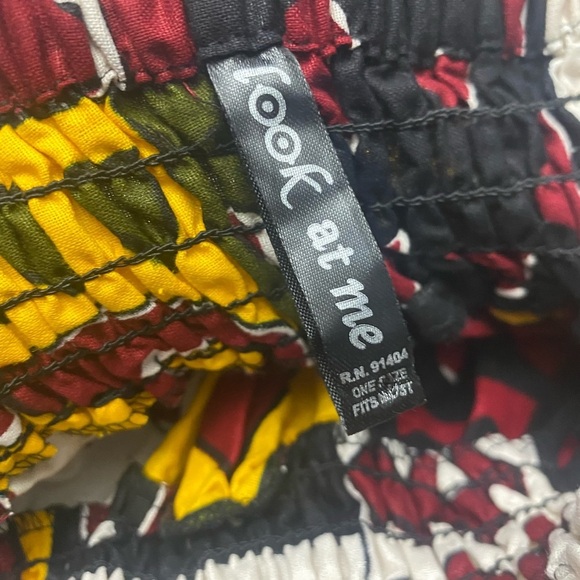 look at me
R.N. 91404
ONE SIZE
FITS MOST